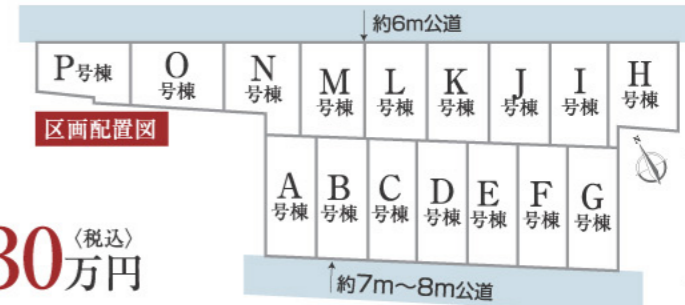 約6m公道
P号棟
O号棟
N号棟
M号棟
L号棟
K号棟
J号棟
I号棟
H号棟
区画配置図
N
A号棟
B号棟
C号棟
D号棟
E号棟
F号棟
G号棟
30万円〈税込〉
約7m～8m公道